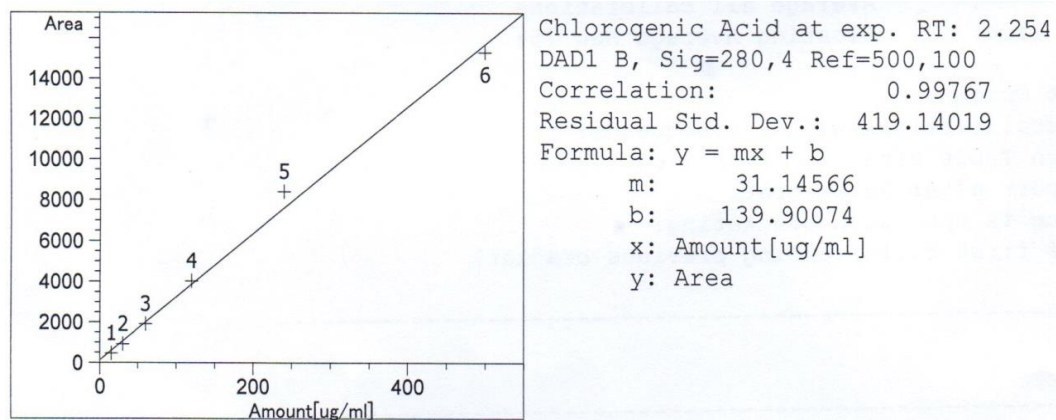 Area
14000
12000
10000
8000
6000
4000
2000
0
1
2
3
4
5
6
0
200
400
Amount[ug/ml]
Chlorogenic Acid at exp. RT: 2.254
DAD1 B, Sig=280,4 Ref=500,100
Correlation: 0.99767
Residual Std. Dev.: 419.14019
Formula: y = mx + b
m: 31.14566
b: 139.90074
x: Amount[ug/ml]
y: Area